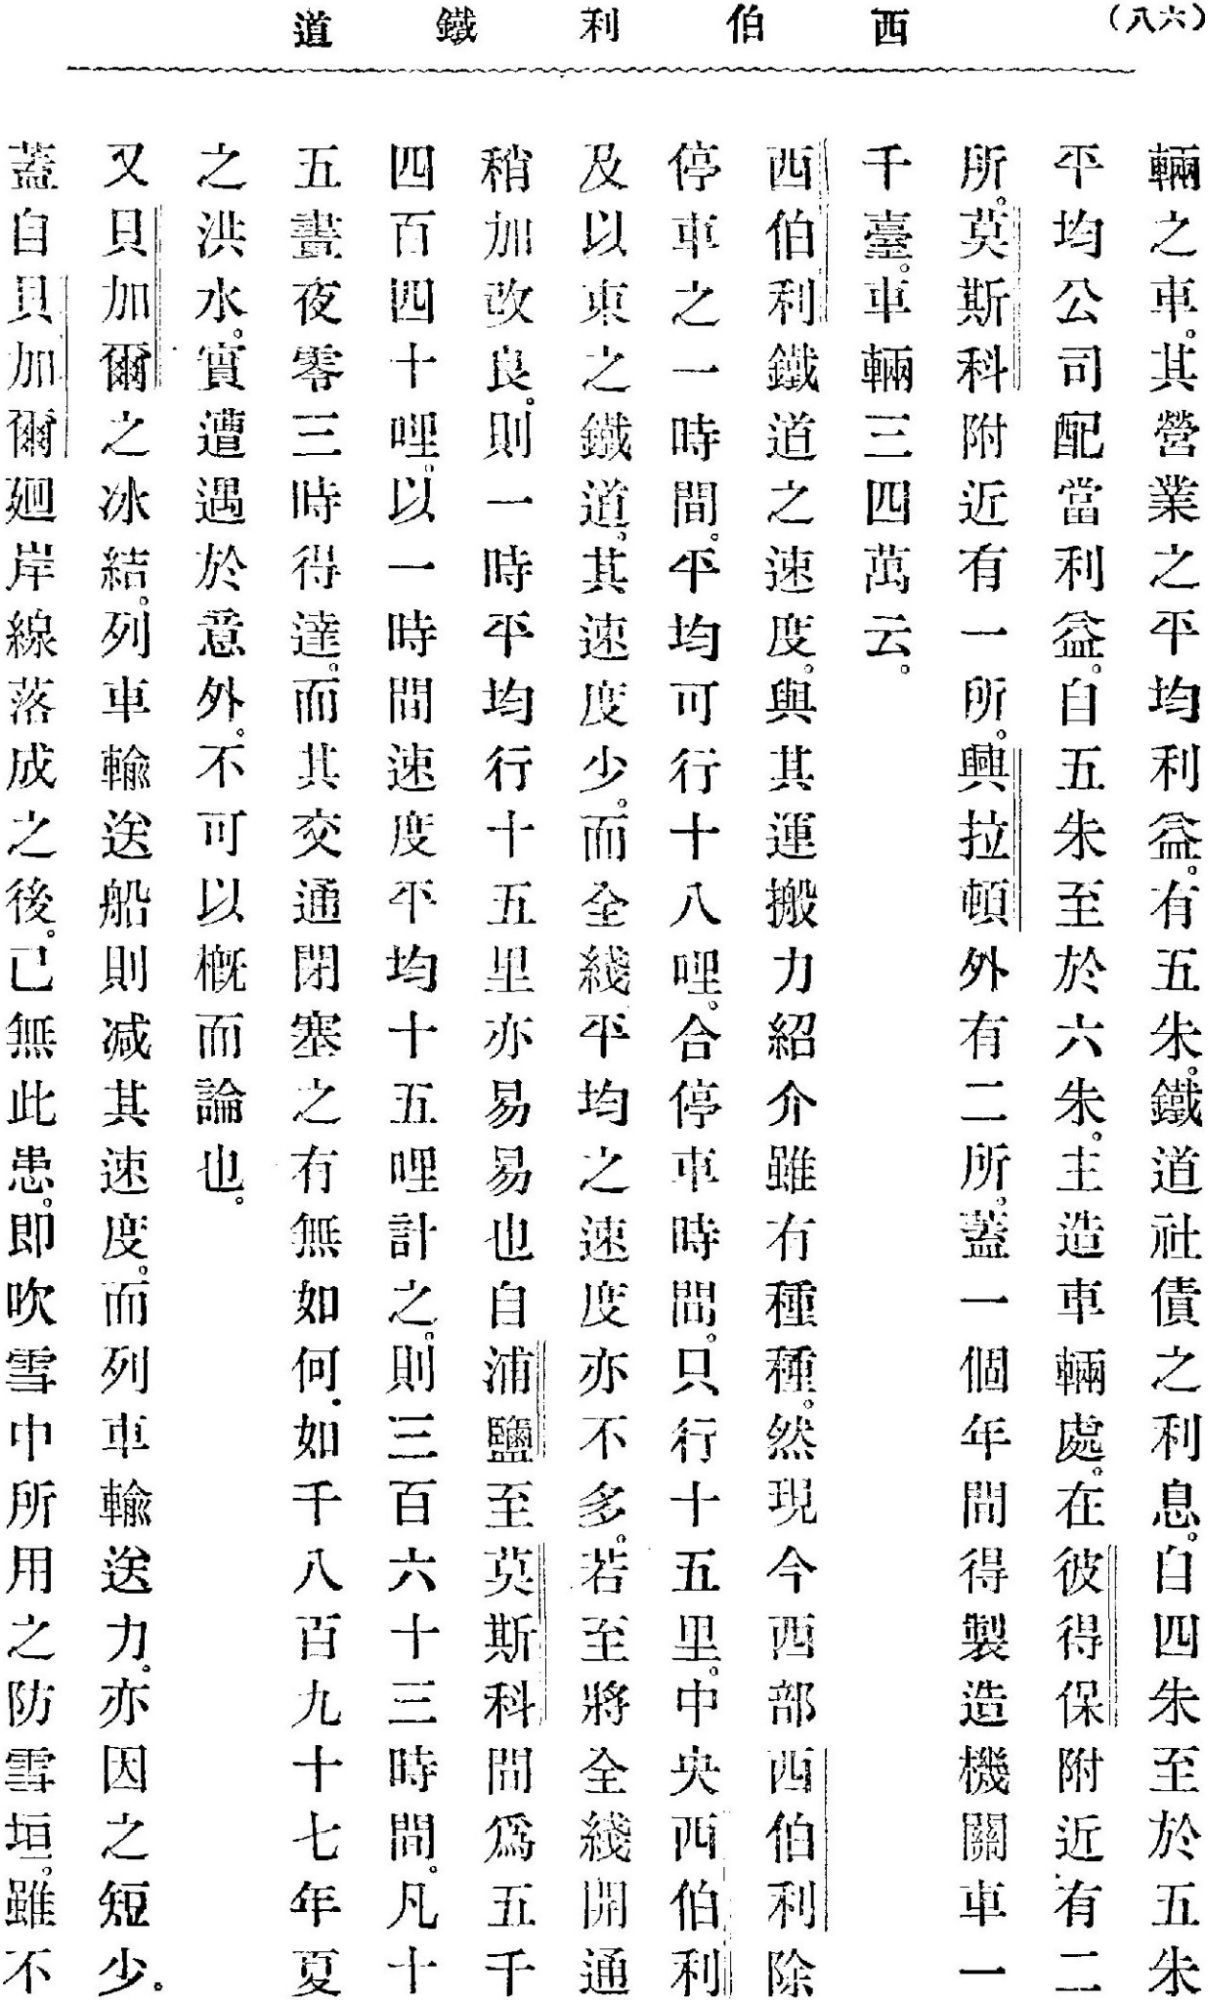 (八六)
西伯利鐵道
輛之車。其營業之平均利益。有五朱。鐵道社債之利息。自四朱至於五朱
平均公司配當利益。自五朱至於六朱。主造車輛處。在彼得保附近有二
所。莫斯科附近有一所。興拉頓外有二所。蓋一個年間得製造機關車一
千臺。車輛三四萬云。
西伯利鐵道之速度。與其運搬力紹介雖有種種。然現今西部西伯利除
停車之一時間。平均可行十八哩。合停車時間。只行十五里。中央西伯利
及以東之鐵道。其速度少。而全綫平均之速度亦不多。若至將全綫開通
稍加改良。則一時平均行十五里亦易易也自浦鹽至莫斯科間爲五千
四百四十哩。以一時間速度平均十五哩計之。則三百六十三時間。凡十
五晝夜零三時得達。而其交通閉塞之有無如何。如千八百九十七年夏
之洪水。實遭遇於意外。不可以概而論也。
又貝加爾之冰結。列車輸送船則減其速度。而列車輸送力。亦因之短少。
蓋自貝加爾廻岸線落成之後。已無此患。即吹雪中所用之防雪垣。雖不